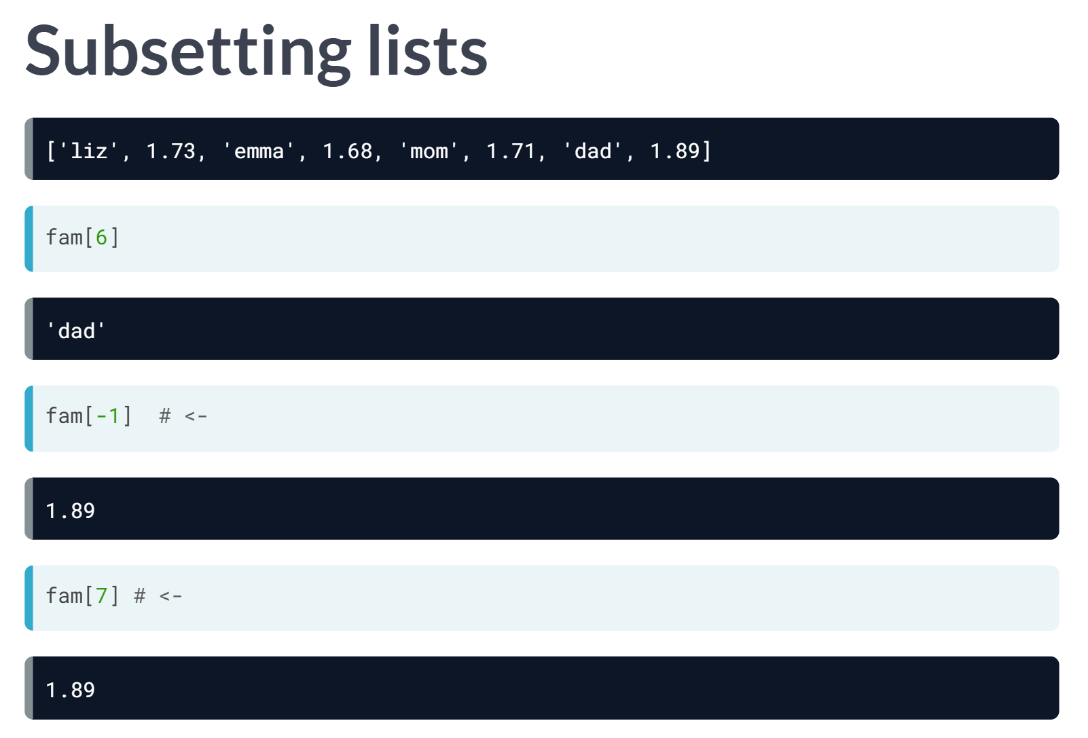 Subsetting lists
['liz', 1.73, 'emma', 1.68, 'mom', 1.71, 'dad', 1.89]
fam[6]
'dad'
fam[-1]  # <-
1.89
fam[7] # <-
1.89